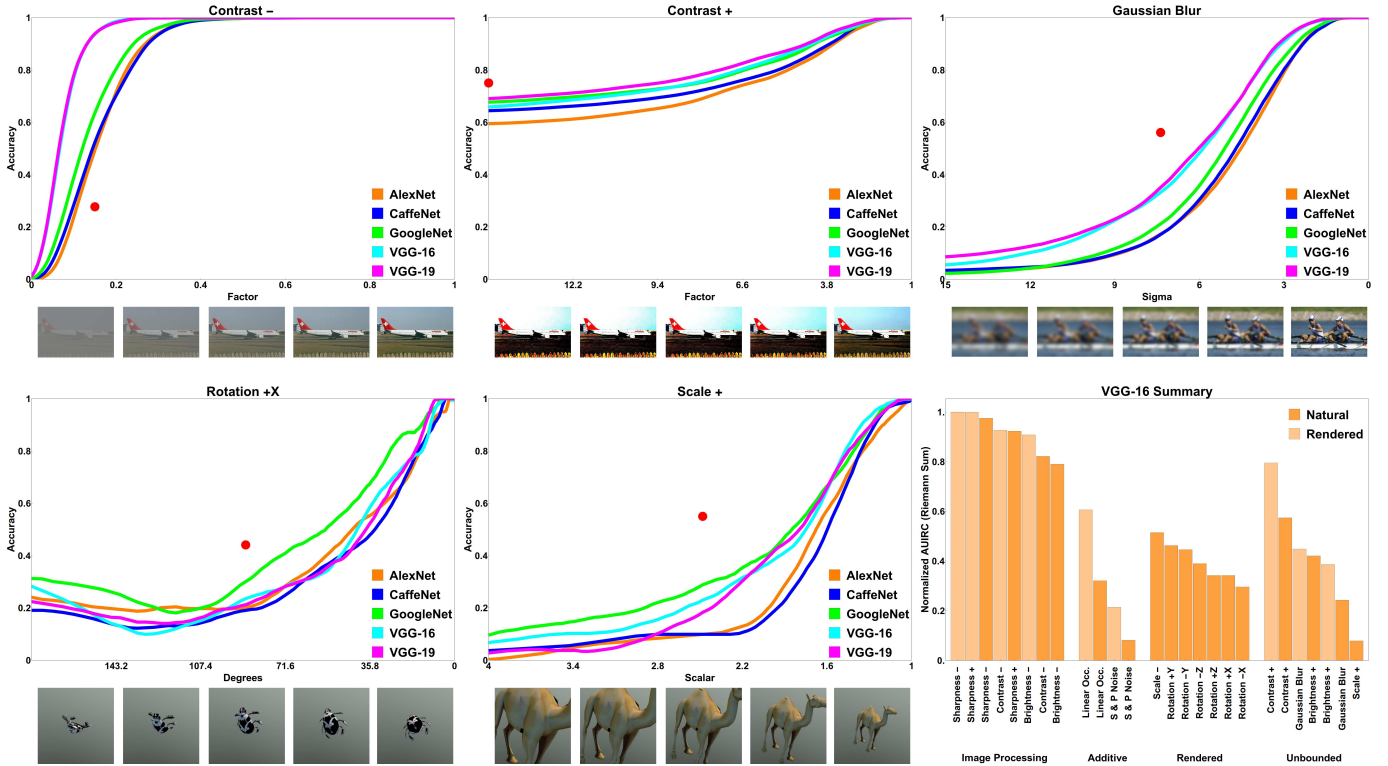 Contrast –
Accuracy
1
0.8
0.6
0.4
0.2
0
0
0.2
0.4
0.6
0.8
1
AlexNet
CaffeNet
GoogleNet
VGG-16
VGG-19
Factor
Contrast +
Accuracy
1
0.8
0.6
0.4
0.2
0
12.2
9.4
6.6
3.8
1
AlexNet
CaffeNet
GoogleNet
VGG-16
VGG-19
Factor
Gaussian Blur
Accuracy
1
0.8
0.6
0.4
0.2
0
15
12
9
6
3
0
AlexNet
CaffeNet
GoogleNet
VGG-16
VGG-19
Sigma
Rotation +X
Accuracy
1
0.8
0.6
0.4
0.2
0
143.2
107.4
71.6
35.8
0
AlexNet
CaffeNet
GoogleNet
VGG-16
VGG-19
Degrees
Scale +
Accuracy
1
0.8
0.6
0.4
0.2
0
4
3.4
2.8
2.2
1.6
1
AlexNet
CaffeNet
GoogleNet
VGG-16
VGG-19
Scalar
VGG-16 Summary
Normalized AUIRC (Riemann Sum)
1.
0.8
0.6
0.4
0.2
0.
Natural
Rendered
Sharpness –
Sharpness +
Sharpness –
Contrast –
Sharpness +
Brightness –
Contrast –
Brightness –
Linear Occ.
Linear Occ.
S & P Noise
S & P Noise
Scale –
Rotation +Y
Rotation –Y
Rotation –Z
Rotation +Z
Rotation +X
Rotation –X
Contrast +
Contrast +
Gaussian Blur
Brightness +
Brightness +
Gaussian Blur
Scale +
Image Processing
Additive
Rendered
Unbounded